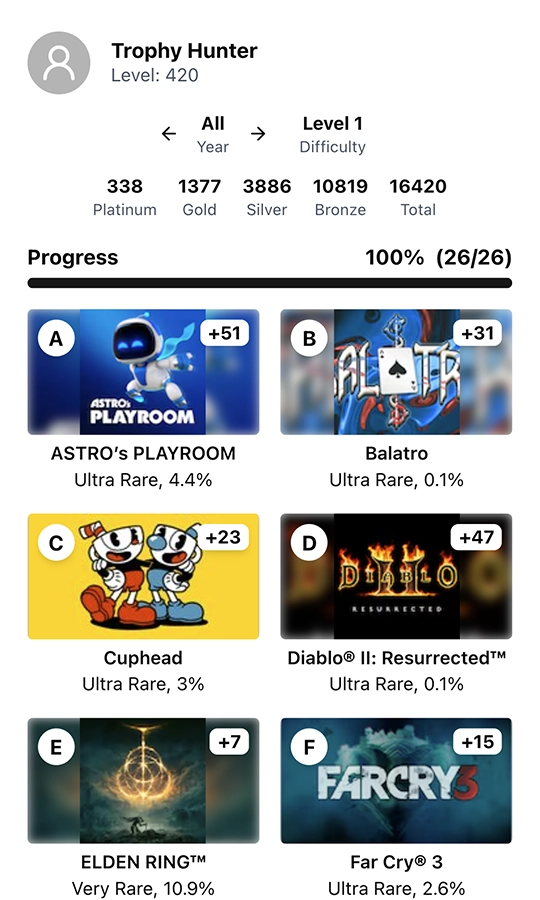 Trophy Hunter
Level: 420
← All → Level 1
Year Difficulty
338 1377 3886 10819 16420
Platinum Gold Silver Bronze Total
Progress 100% (26/26)
A +51 B +31
ASTRO's PLAYROOM BALATR
ASTRO’s PLAYROOM Balatro
Ultra Rare, 4.4% Ultra Rare, 0.1%
C +23 D +47
DIABLO II
RESURRECTED
Cuphead Diablo® II: Resurrected™
Ultra Rare, 3% Ultra Rare, 0.1%
E +7 F +15
FARCRY3
ELDEN RING™ Far Cry® 3
Very Rare, 10.9% Ultra Rare, 2.6%